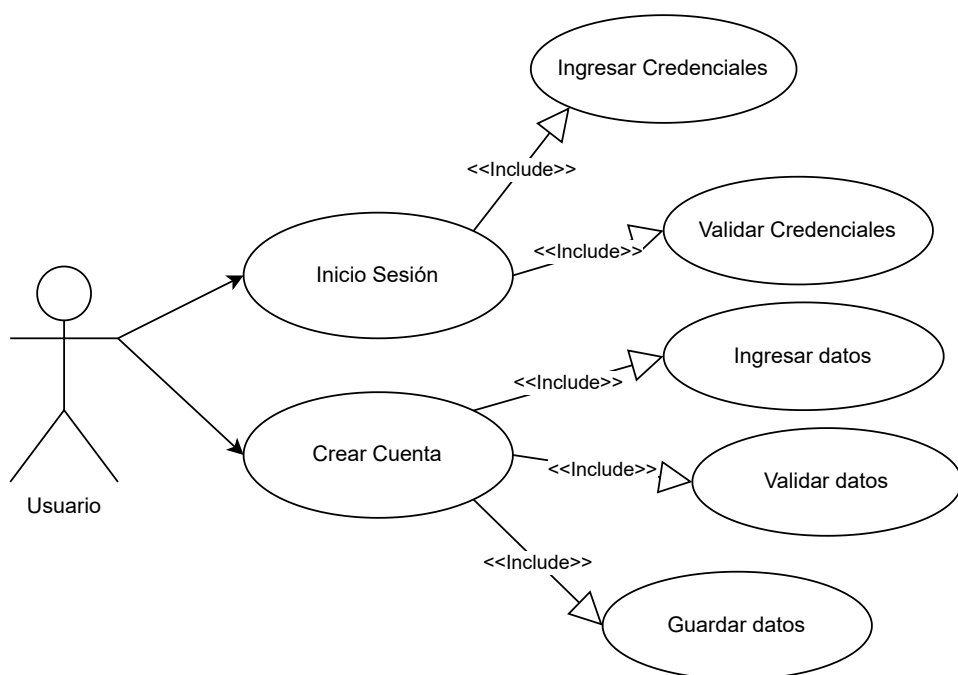 Ingresar Credenciales
<<Include>>
Validar Credenciales
<<Include>>
Inicio Sesión
Ingresar datos
<<Include>>
Crear Cuenta
<<Include>>
Validar datos
Usuario
<<Include>>
Guardar datos